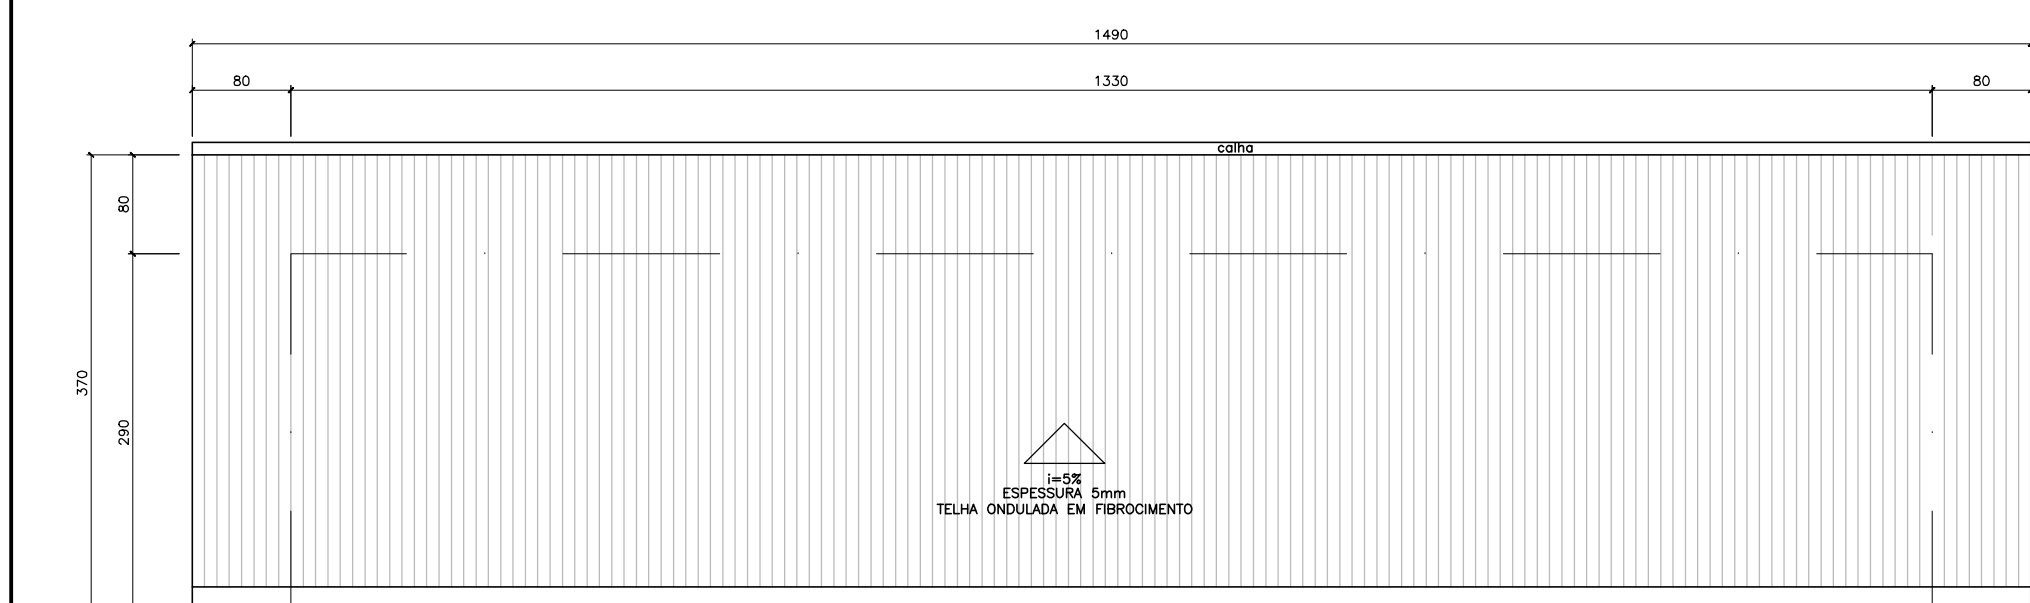 1490
80
1330
80
calha
80
370
290
i=5%
ESPESSURA 5mm
TELHA ONDULADA EM FIBROCIMENTO